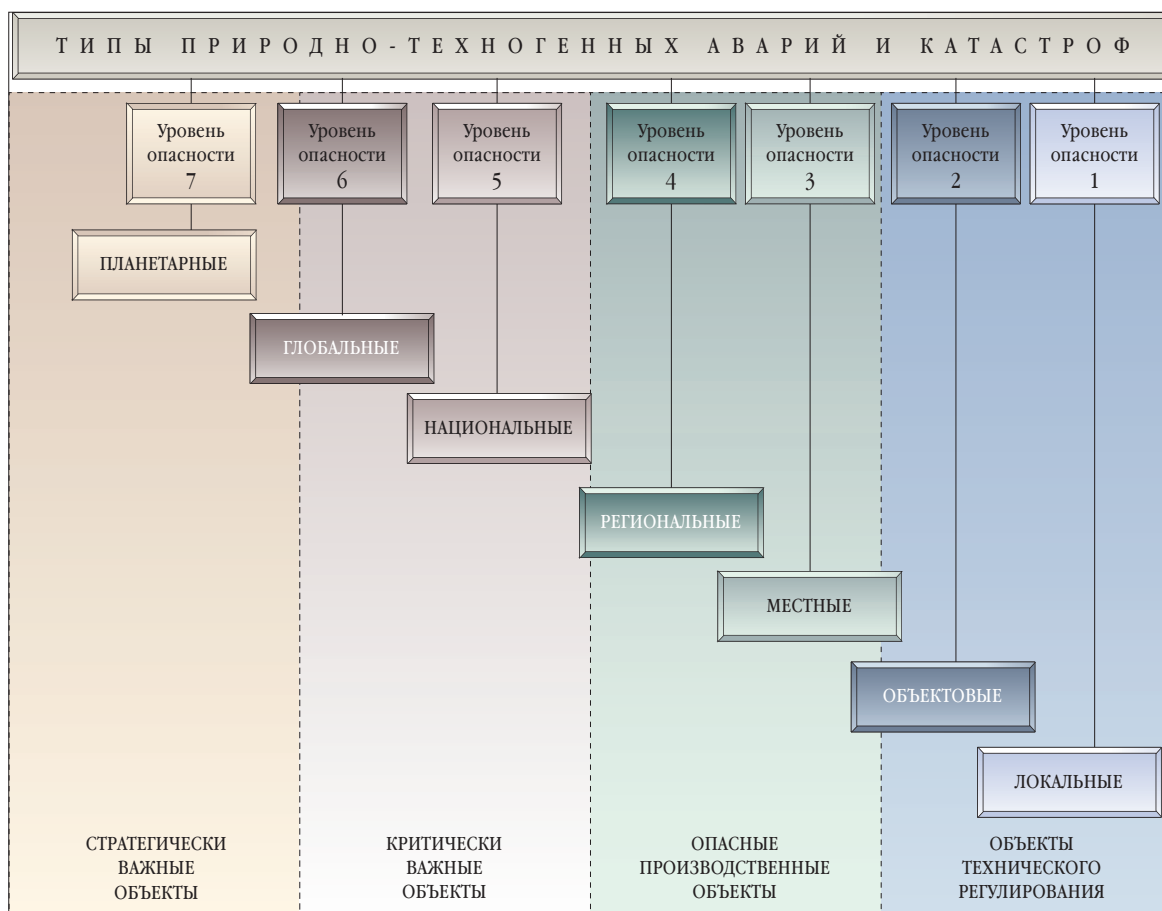 ТИПЫ ПРИРОДНО-ТЕХНОГЕННЫХ АВАРИЙ И КАТАСТРОФ
Уровень
опасности
7
Уровень
опасности
6
Уровень
опасности
5
Уровень
опасности
4
Уровень
опасности
3
Уровень
опасности
2
Уровень
опасности
1
ПЛАНЕТАРНЫЕ
ГЛОБАЛЬНЫЕ
НАЦИОНАЛЬНЫЕ
РЕГИОНАЛЬНЫЕ
МЕСТНЫЕ
ОБЪЕКТОВЫЕ
ЛОКАЛЬНЫЕ
СТРАТЕГИЧЕСКИ
ВАЖНЫЕ
ОБЪЕКТЫ
КРИТИЧЕСКИ
ВАЖНЫЕ
ОБЪЕКТЫ
ОПАСНЫЕ
ПРОИЗВОДСТВЕННЫЕ
ОБЪЕКТЫ
ОБЪЕКТЫ
ТЕХНИЧЕСКОГО
РЕГУЛИРОВАНИЯ